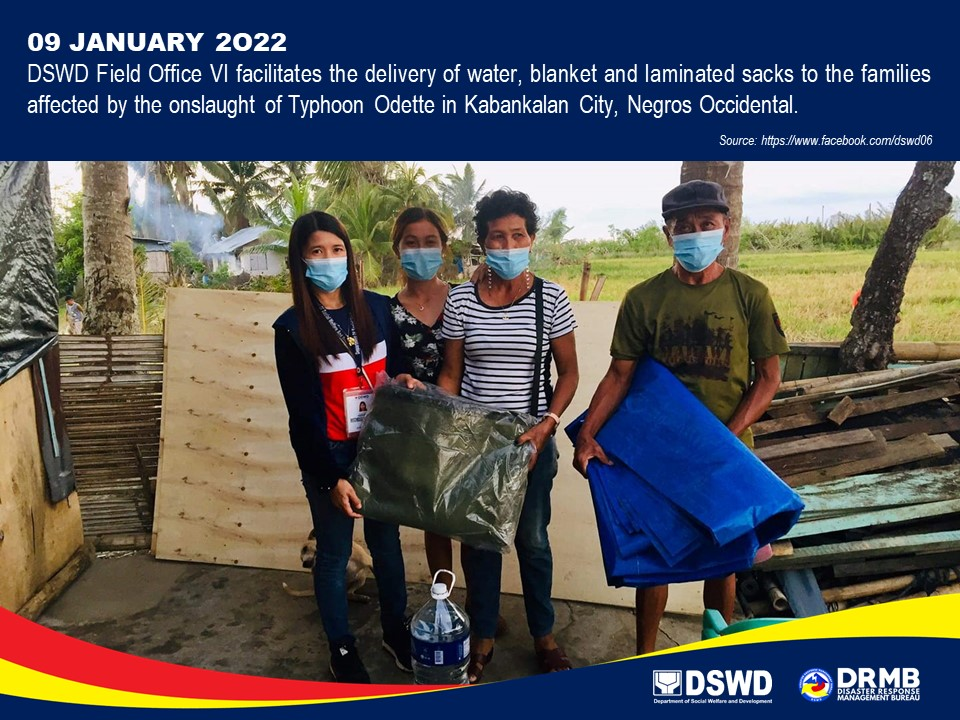 09 JANUARY 2022
DSWD Field Office VI facilitates the delivery of water, blanket and laminated sacks to the families
affected by the onslaught of Typhoon Odette in Kabankalan City, Negros Occidental.
Source: https://www.facebook.com/dswd06
DSWD
Department of Social Welfare and Development
DRMB
DISASTER RESPONSE
MANAGEMENT BUREAU